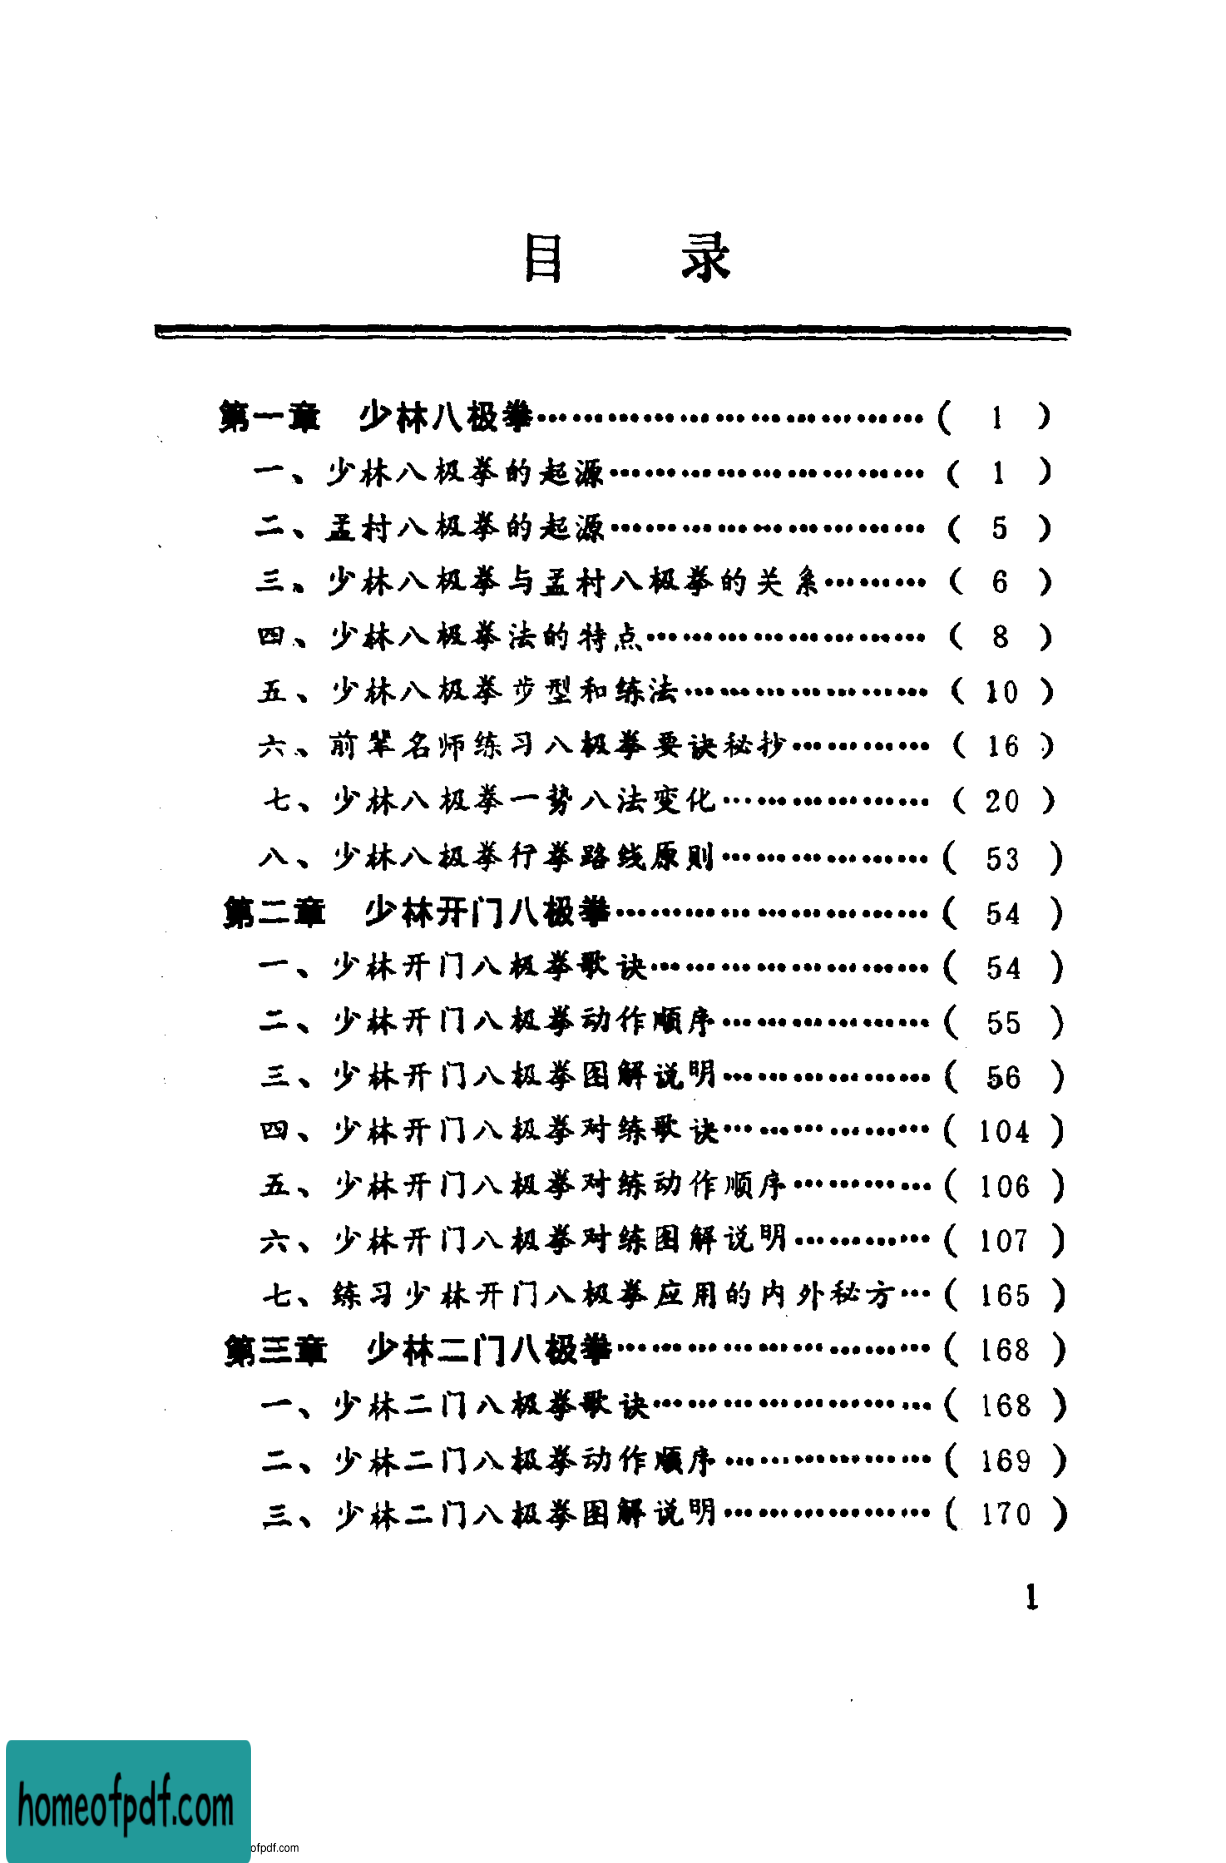 目　录
第一章　少林八极拳…………………………………( 1 )
一、少林八极拳的起源…………………………( 1 )
二、孟村八极拳的起源…………………………( 5 )
三、少林八极拳与孟村八极拳的关系………( 6 )
四、少林八极拳法的特点………………………( 8 )
五、少林八极拳步型和练法……………………( 10 )
六、前辈名师练习八极拳要诀秘抄…………( 16 )
七、少林八极拳一势八法变化…………………( 20 )
八、少林八极拳行拳路线原则…………………( 53 )
第二章　少林开门八极拳…………………………( 54 )
一、少林开门八极拳歌诀………………………( 54 )
二、少林开门八极拳动作顺序…………………( 55 )
三、少林开门八极拳图解说明…………………( 56 )
四、少林开门八极拳对练歌诀…………………( 104 )
五、少林开门八极拳对练动作顺序…………( 106 )
六、少林开门八极拳对练图解说明…………( 107 )
七、练习少林开门八极拳应用的内外秘方…( 165 )
第三章　少林二门八极拳…………………………( 168 )
一、少林二门八极拳歌诀………………………( 168 )
二、少林二门八极拳动作顺序…………………( 169 )
三、少林二门八极拳图解说明…………………( 170 )
1
homeofpdf.com
ofpdf.com